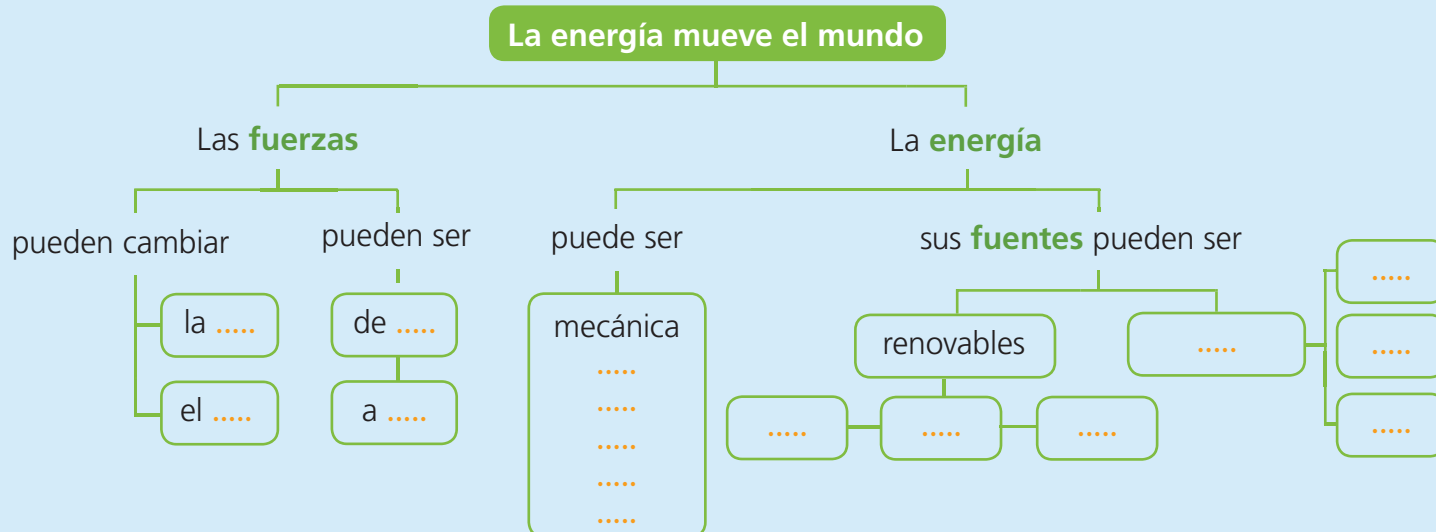 La energía mueve el mundo
Las fuerzas
La energía
pueden cambiar
pueden ser
puede ser
sus fuentes pueden ser
la .....
el .....
de .....
a .....
mecánica
.....
.....
.....
.....
.....
renovables
.....
.....
.....
.....
.....
.....
.....